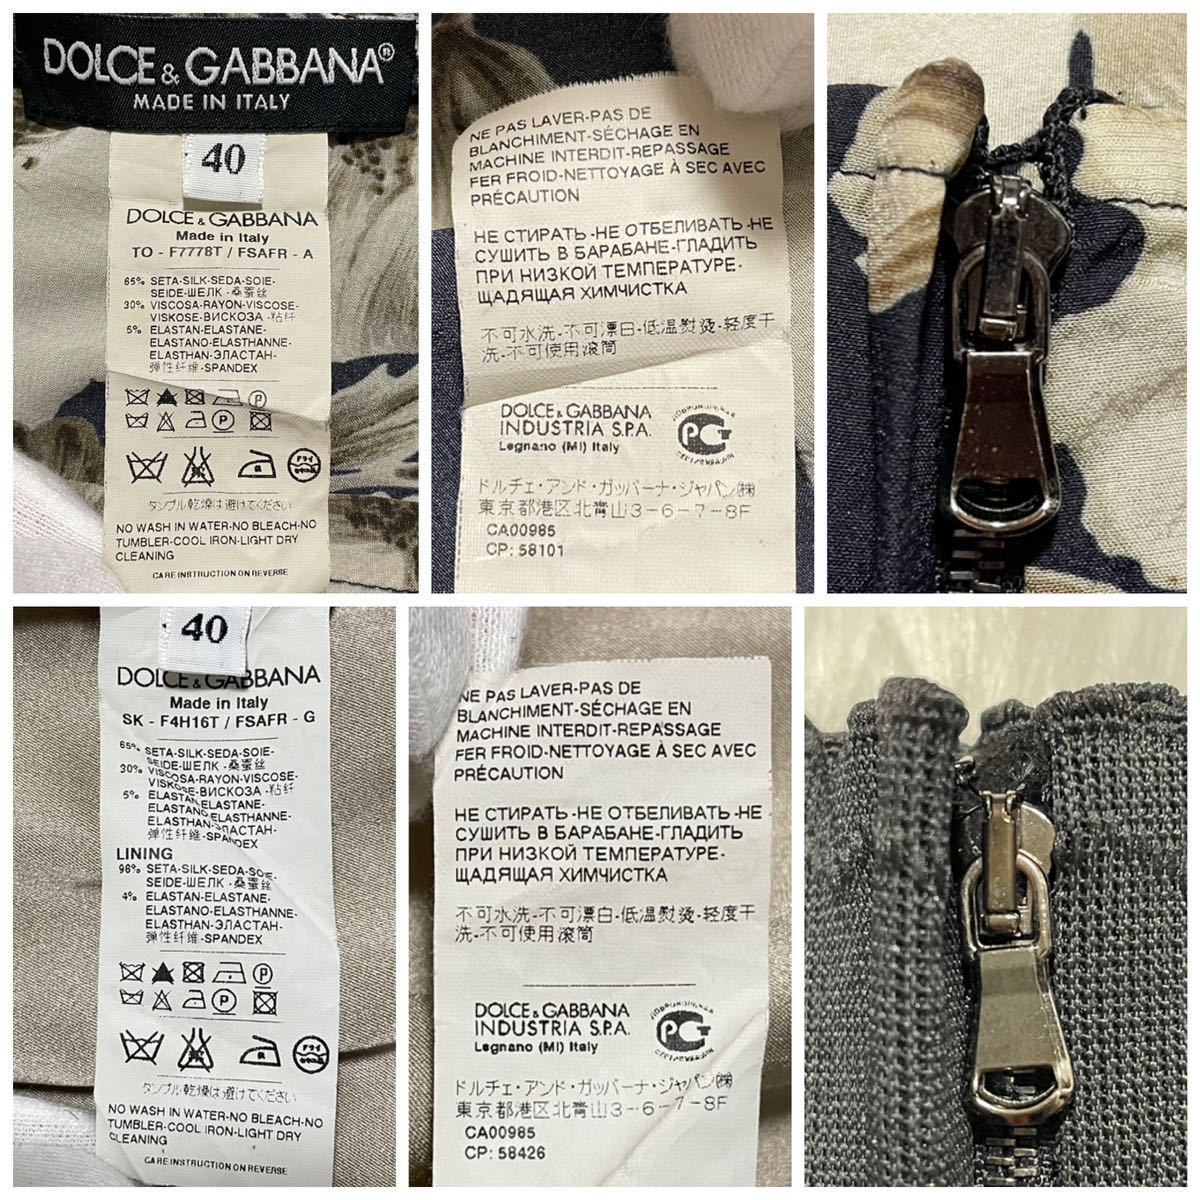 DOLCE & GABBANA®
MADE IN ITALY
40
DOLCE & GABBANA
Made in Italy
TO - F7778T / FSAFR - A
65% SETA-SILK-SEDA-SOIE-
SEIDE-ШЕЛК-桑蚕丝
30% VISCOSA-RAYON-VISCOSE-
VISKOSE-ВИСКОЗА-粘纤
5% ELASTAN-ELASTANE-
ELASTANO-ELASTHANNE-
ELASTHAN-ЭЛАСТАН-
弹性纤维-SPANDEX
タンブル乾燥は避けてください
NO WASH IN WATER-NO BLEACH-NO
TUMBLER-COOL IRON-LIGHT DRY
CLEANING
CARE INSTRUCTION ON REVERSE
NE PAS LAVER-PAS DE
BLANCHIMENT-SÉCHAGE EN
MACHINE INTERDIT-REPASSAGE
FER FROID-NETTOYAGE À SEC AVEC
PRÉCAUTION
НЕ СТИРАТЬ-НЕ ОТБЕЛИВАТЬ-НЕ
СУШИТЬ В БАРАБАНЕ-ГЛАДИТЬ
ПРИ НИЗКОЙ ТЕМПЕРАТУРЕ-
ЩАДЯЩАЯ ХИМЧИСТКА
不可水洗-不可漂白-低温熨烫-轻度干
洗-不可使用滚筒
DOLCE & GABBANA
INDUSTRIA S.P.A.
Legnano (MI) Italy
ドルチェ・アンド・ガッバーナ・ジャパン㈱
東京都港区北青山3-6-7-8F
CA00985
CP: 58101
40
DOLCE & GABBANA
Made in Italy
SK - F4H16T / FSAFR - G
65% SETA-SILK-SEDA-SOIE-
SEIDE-ШЕЛК-桑蚕丝
30% VISCOSA-RAYON-VISCOSE-
VISKOSE-ВИСКОЗА-粘纤
5% ELASTAN-ELASTANE-
ELASTANO-ELASTHANNE-
ELASTHAN-ЭЛАСТАН-
弹性纤维-SPANDEX
LINING
96% SETA-SILK-SEDA-SOIE-
SEIDE-ШЕЛК-桑蚕丝
4% ELASTAN-ELASTANE-
ELASTANO-ELASTHANNE-
ELASTHAN-ЭЛАСТАН-
弹性纤维-SPANDEX
タンブル乾燥は避けてください
NO WASH IN WATER-NO BLEACH-NO
TUMBLER-COOL IRON-LIGHT DRY
CLEANING
CARE INSTRUCTION ON REVERSE
NE PAS LAVER-PAS DE
BLANCHIMENT-SÉCHAGE EN
MACHINE INTERDIT-REPASSAGE
FER FROID-NETTOYAGE À SEC AVEC
PRÉCAUTION
НЕ СТИРАТЬ-НЕ ОТБЕЛИВАТЬ-НЕ
СУШИТЬ В БАРАБАНЕ-ГЛАДИТЬ
ПРИ НИЗКОЙ ТЕМПЕРАТУРЕ-
ЩАДЯЩАЯ ХИМЧИСТКА
不可水洗-不可漂白-低温熨烫-轻度干
洗-不可使用滚筒
DOLCE & GABBANA
INDUSTRIA S.P.A.
Legnano (MI) Italy
ドルチェ・アンド・ガッバーナ・ジャパン㈱
東京都港区北青山3-6-7-8F
CA00985
CP: 58426